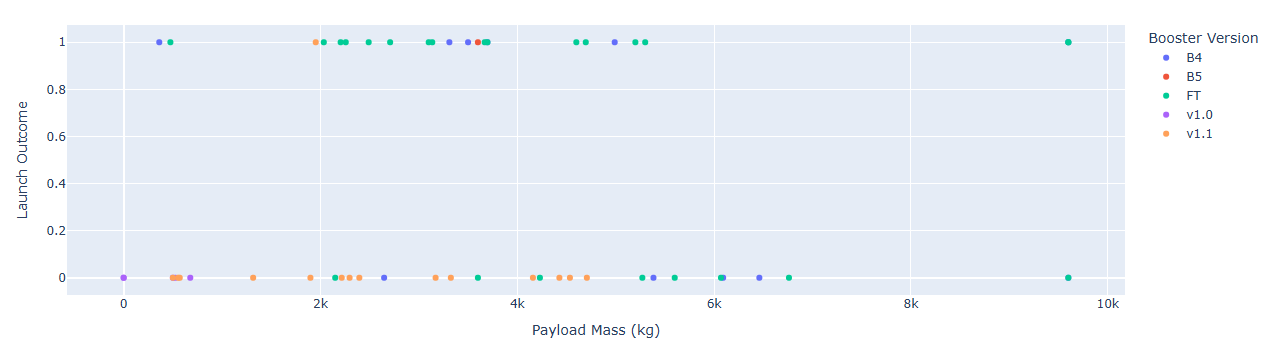 Booster Version
B4
B5
FT
v1.0
v1.1
Launch Outcome
1
0.8
0.6
0.4
0.2
0
0 2k 4k 6k 8k 10k
Payload Mass (kg)